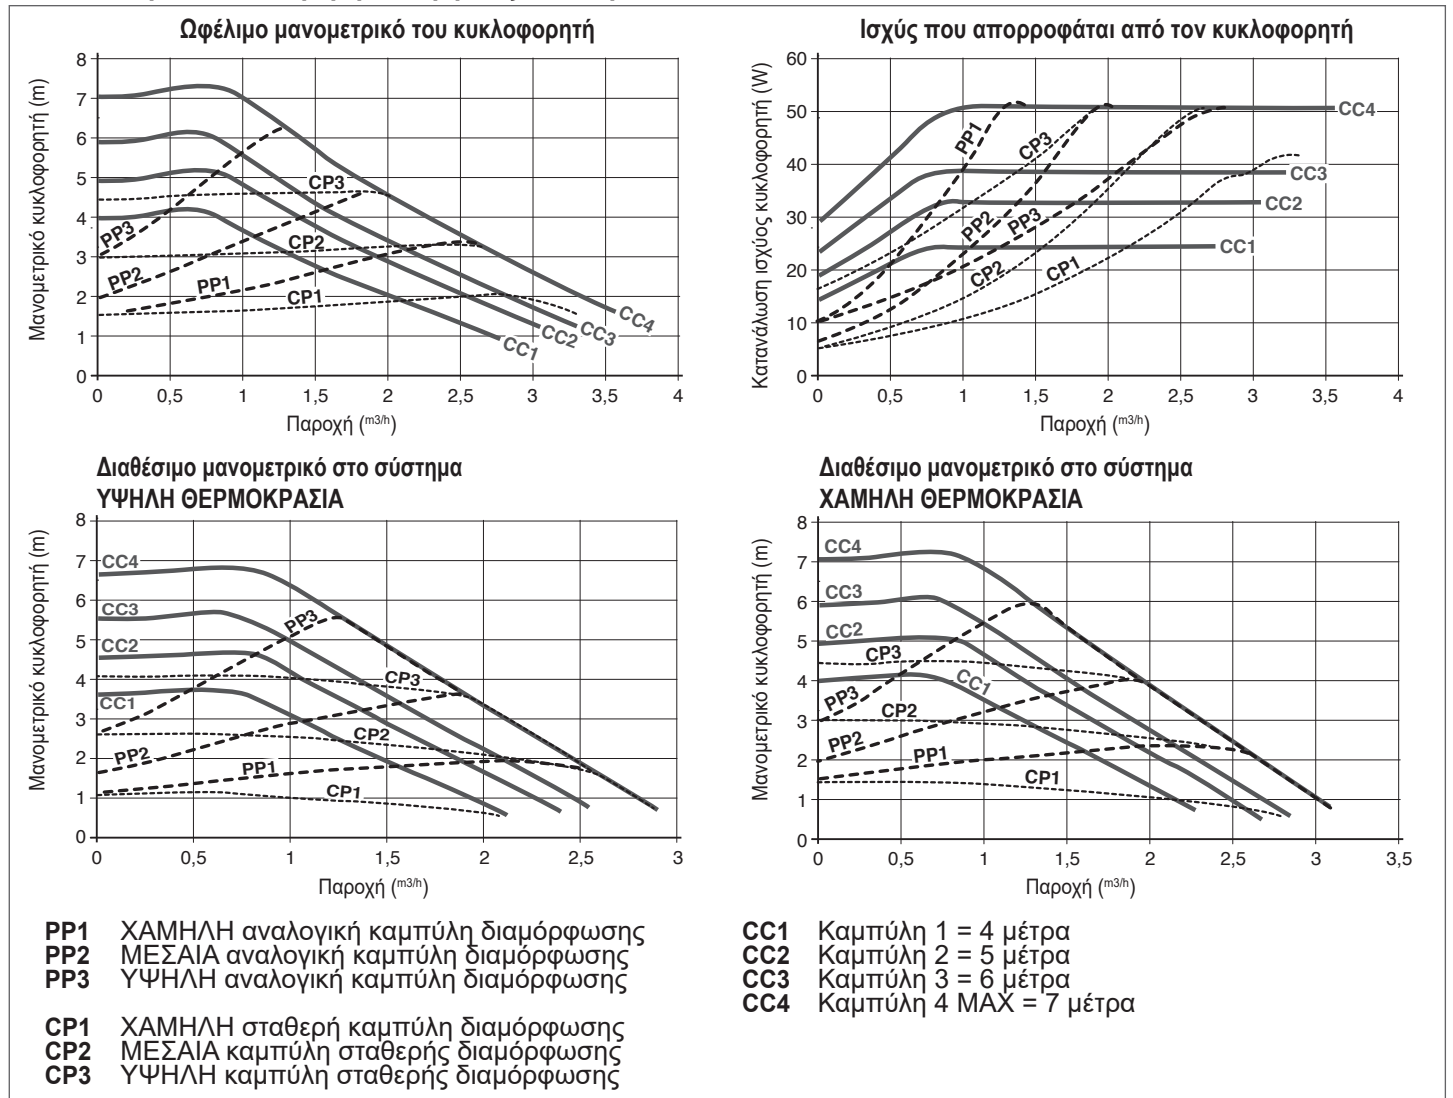 Ωφέλιμο μανομετρικό του κυκλοφορητή
Μανομετρικό κυκλοφορητή (m)
8
7
6
5
4
3
2
1
0
PP3
PP2
PP1
CP3
CP2
CP1
CC4
CC3
CC2
CC1
0 0,5 1 1,5 2 2,5 3 3,5 4
Παροχή (m3/h)
Ισχύς που απορροφάται από τον κυκλοφορητή
Κατανάλωση ισχύος κυκλοφορητή (W)
60
50
40
30
20
10
0
PP1
CP3
PP2
PP3
CP2
CP1
CC4
CC3
CC2
CC1
0 0,5 1 1,5 2 2,5 3 3,5 4
Παροχή (m3/h)
Διαθέσιμο μανομετρικό στο σύστημα
ΥΨΗΛΗ ΘΕΡΜΟΚΡΑΣΙΑ
Μανομετρικό κυκλοφορητή (m)
8
7
6
5
4
3
2
1
0
CC4
CC3
CC2
CC1
PP3
CP3
PP2
CP2
PP1
CP1
0 0,5 1 1,5 2 2,5 3
Παροχή (m3/h)
Διαθέσιμο μανομετρικό στο σύστημα
ΧΑΜΗΛΗ ΘΕΡΜΟΚΡΑΣΙΑ
Μανομετρικό κυκλοφορητή (m)
8
7
6
5
4
3
2
1
0
CC4
CC3
CC2
CP3
CC1
PP3
CP2
PP2
PP1
CP1
0 0,5 1 1,5 2 2,5 3 3,5
Παροχή (m3/h)
PP1 ΧΑΜΗΛΗ αναλογική καμπύλη διαμόρφωσης
PP2 ΜΕΣΑΙΑ αναλογική καμπύλη διαμόρφωσης
PP3 ΥΨΗΛΗ αναλογική καμπύλη διαμόρφωσης
CP1 ΧΑΜΗΛΗ σταθερή καμπύλη διαμόρφωσης
CP2 ΜΕΣΑΙΑ καμπύλη σταθερής διαμόρφωσης
CP3 ΥΨΗΛΗ καμπύλη σταθερής διαμόρφωσης
CC1 Καμπύλη 1 = 4 μέτρα
CC2 Καμπύλη 2 = 5 μέτρα
CC3 Καμπύλη 3 = 6 μέτρα
CC4 Καμπύλη 4 MAX = 7 μέτρα